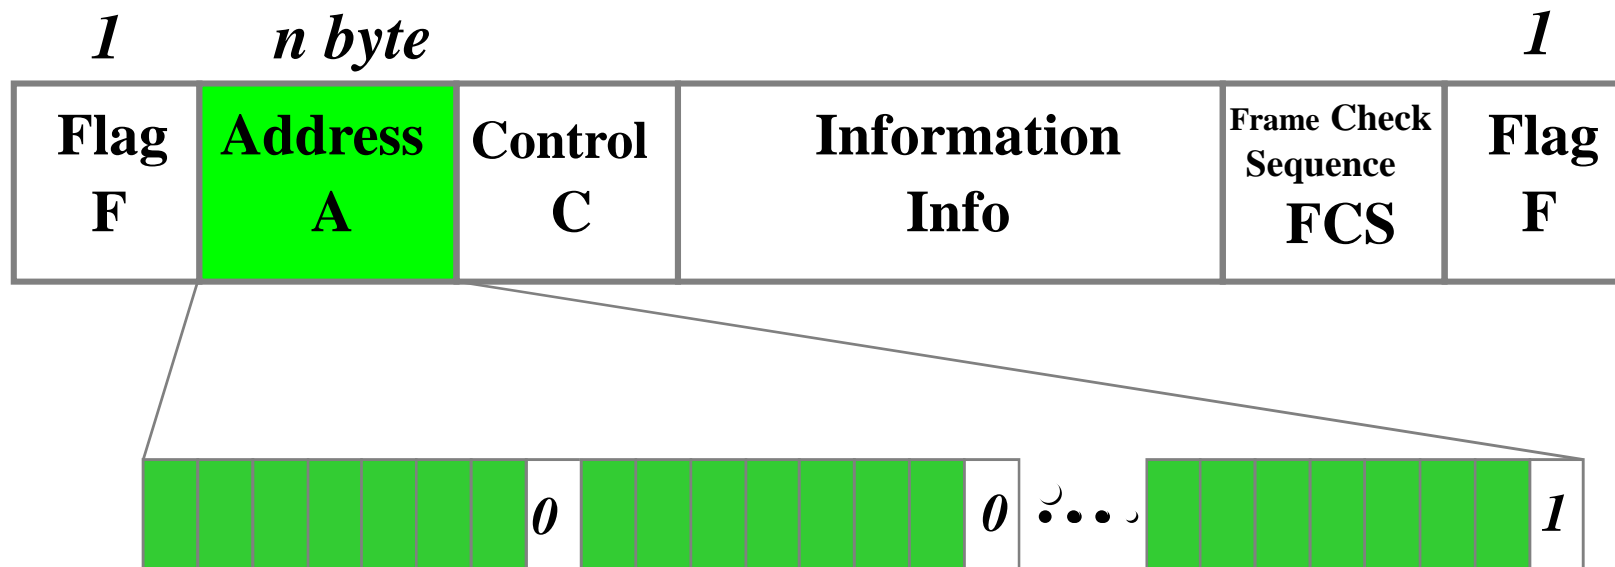 1 n byte 1
Flag Address Control Information Frame Check Flag
Sequence
F A C Info FCS F
0 0 ... 1